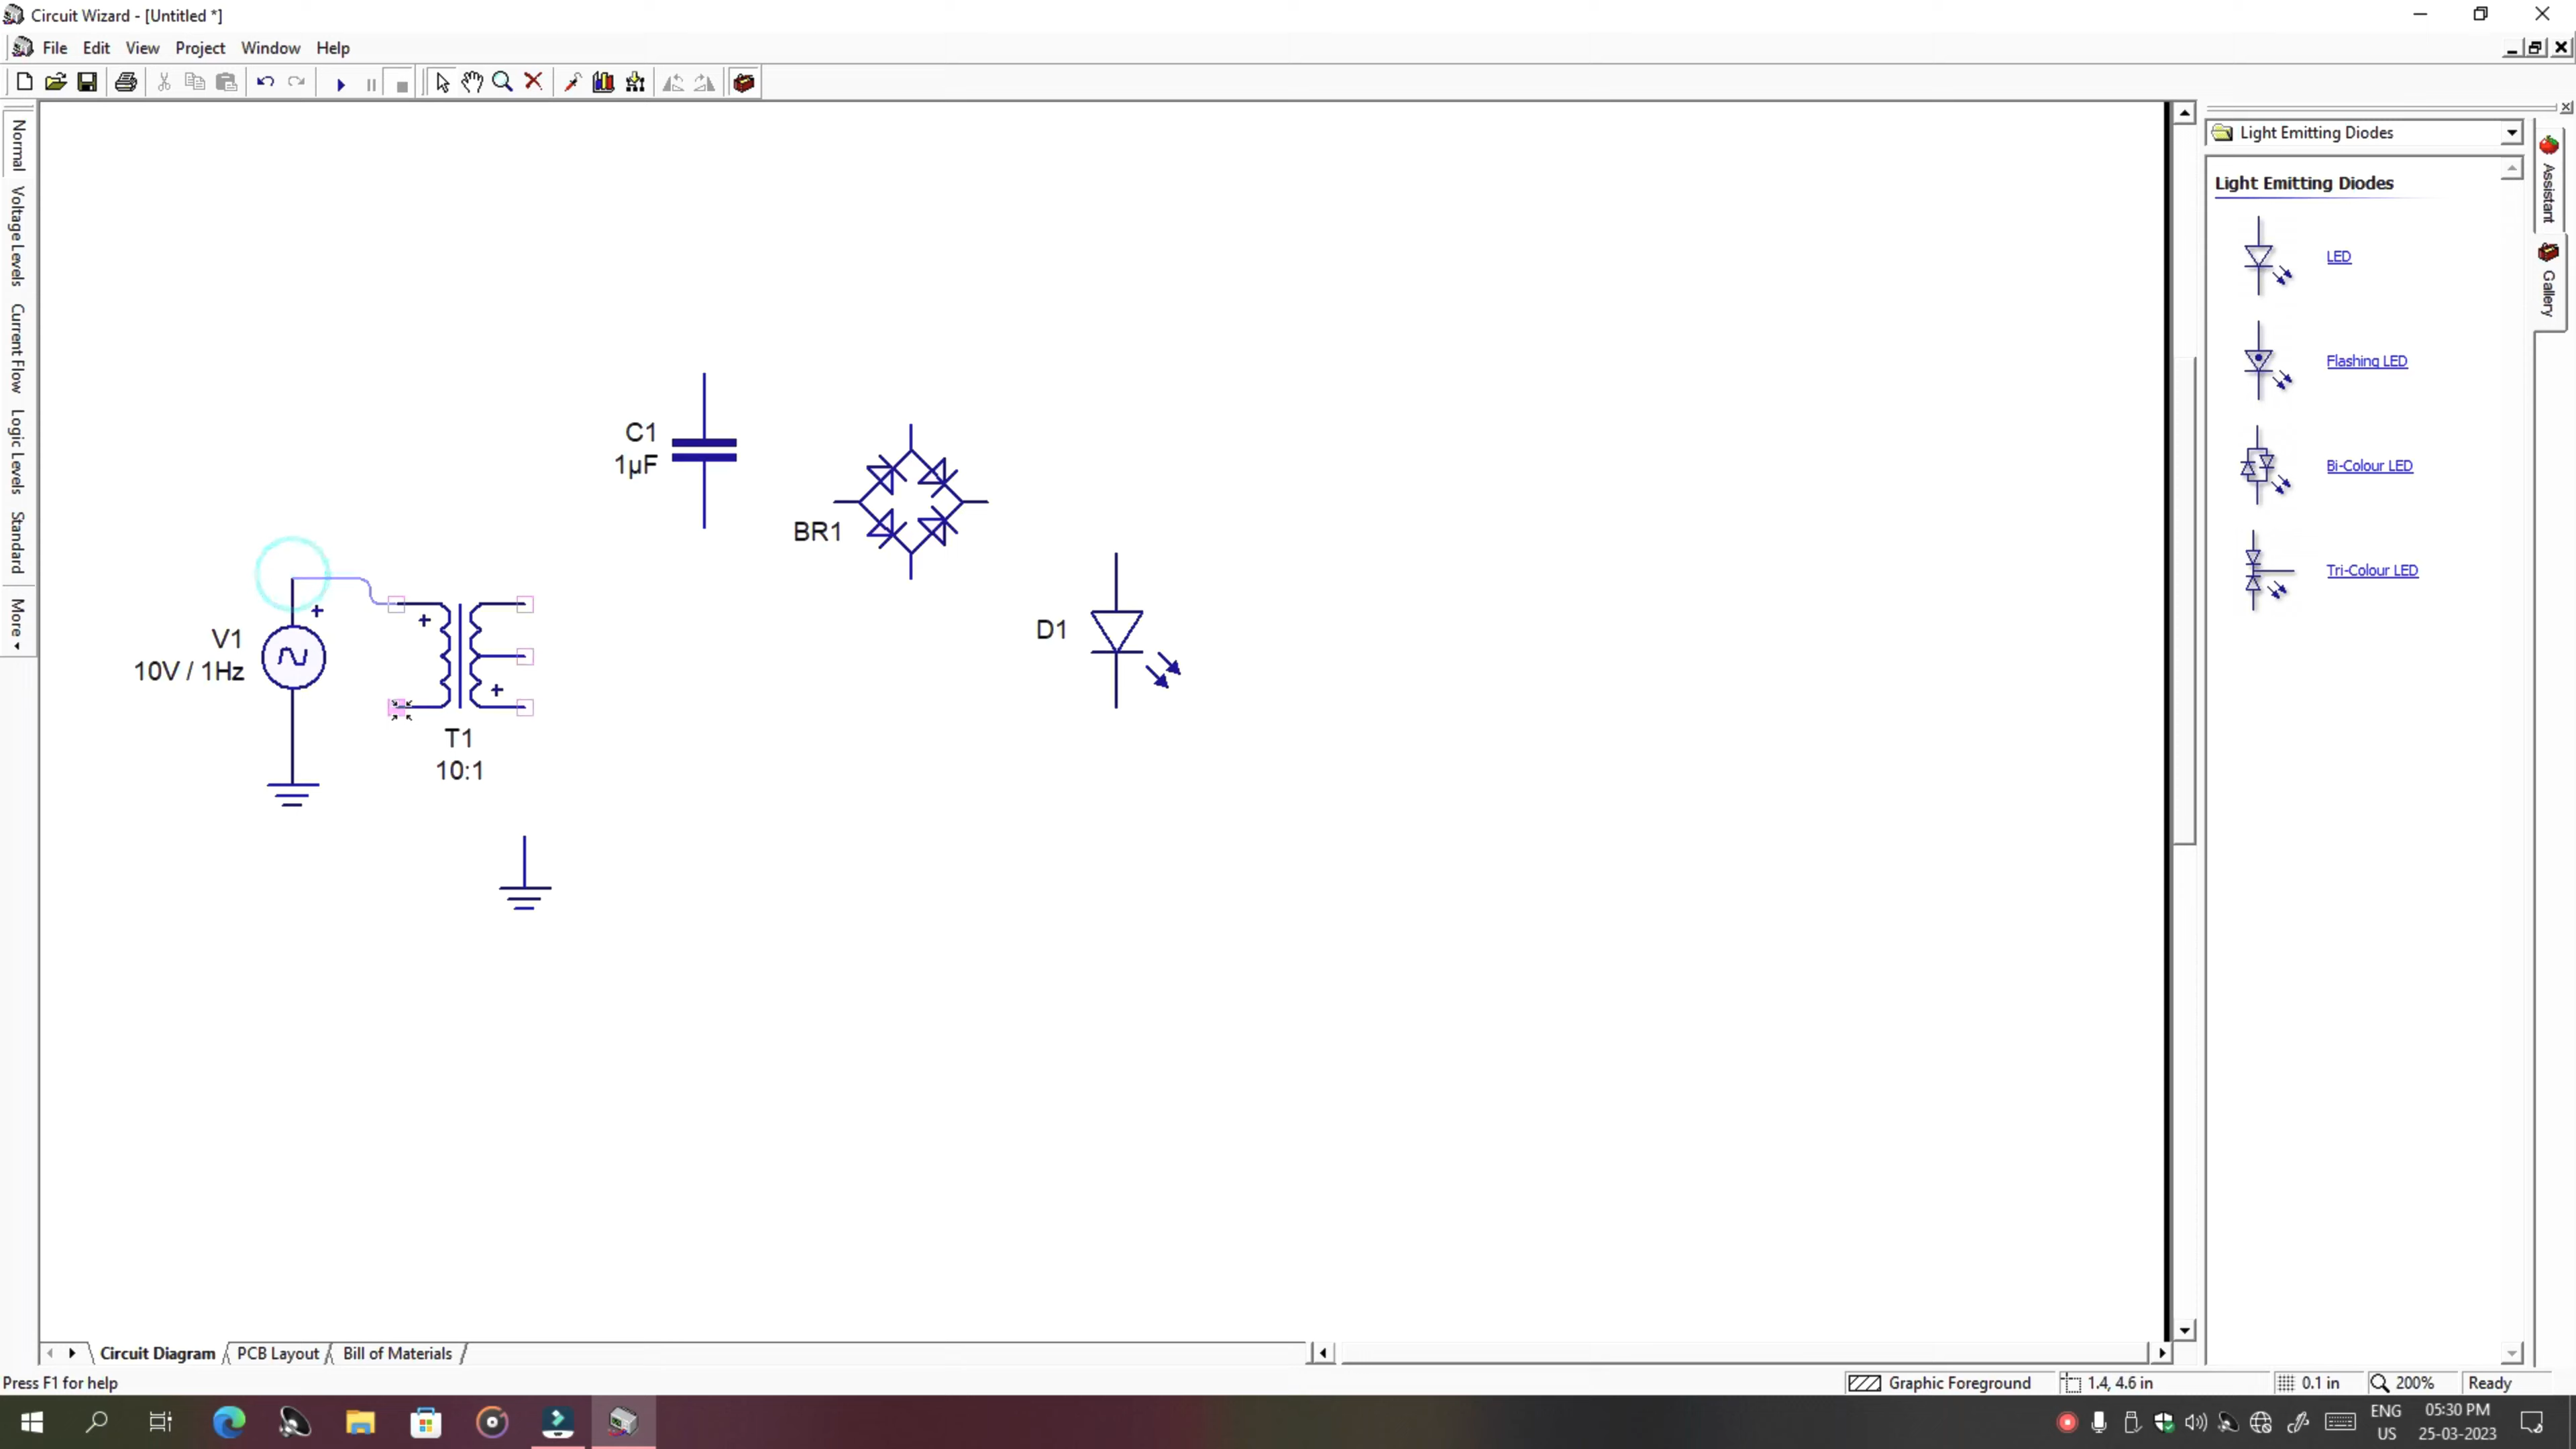 Circuit Wizard - [Untitled *]
File Edit View Project Window Help
Normal
Voltage Levels
Current Flow
Logic Levels
Standard
More
C1
1µF
BR1
D1
+
V1
10V / 1Hz
+
+
T1
10:1
Light Emitting Diodes
Light Emitting Diodes
LED
Flashing LED
Bi-Colour LED
Tri-Colour LED
Assistant
Gallery
Circuit Diagram PCB Layout Bill of Materials
Press F1 for help
Graphic Foreground 1.4, 4.6 in 0.1 in 200% Ready
ENG
US
05:30 PM
25-03-2023